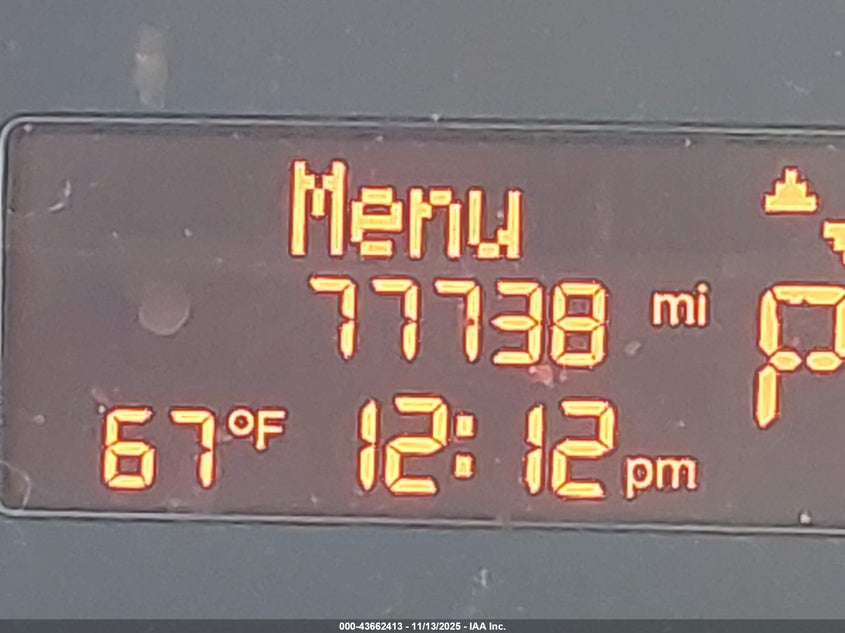 Menu
77738 mi
P
67°F 12:12 pm
000-43662413 - 11/13/2025 - IAA Inc.